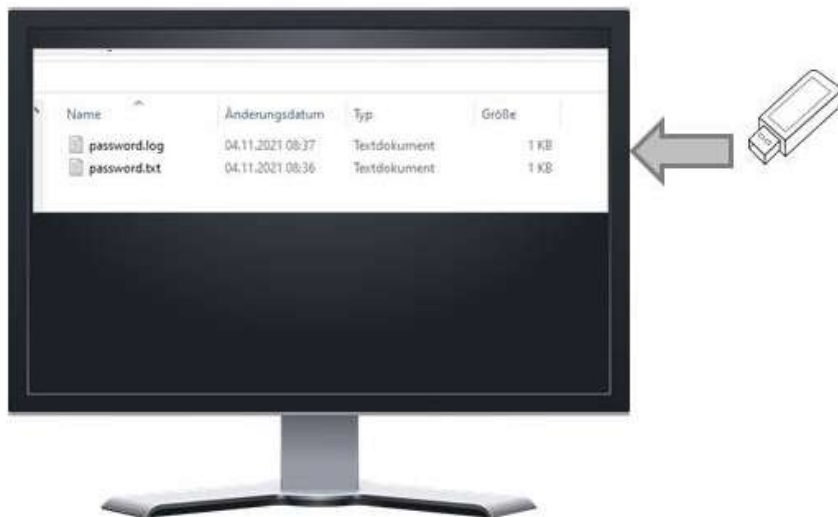 Name Änderungsdatum Typ Größe
password.log 04.11.2021 08:37 Textdokument 1 KB
password.txt 04.11.2021 08:36 Textdokument 1 KB